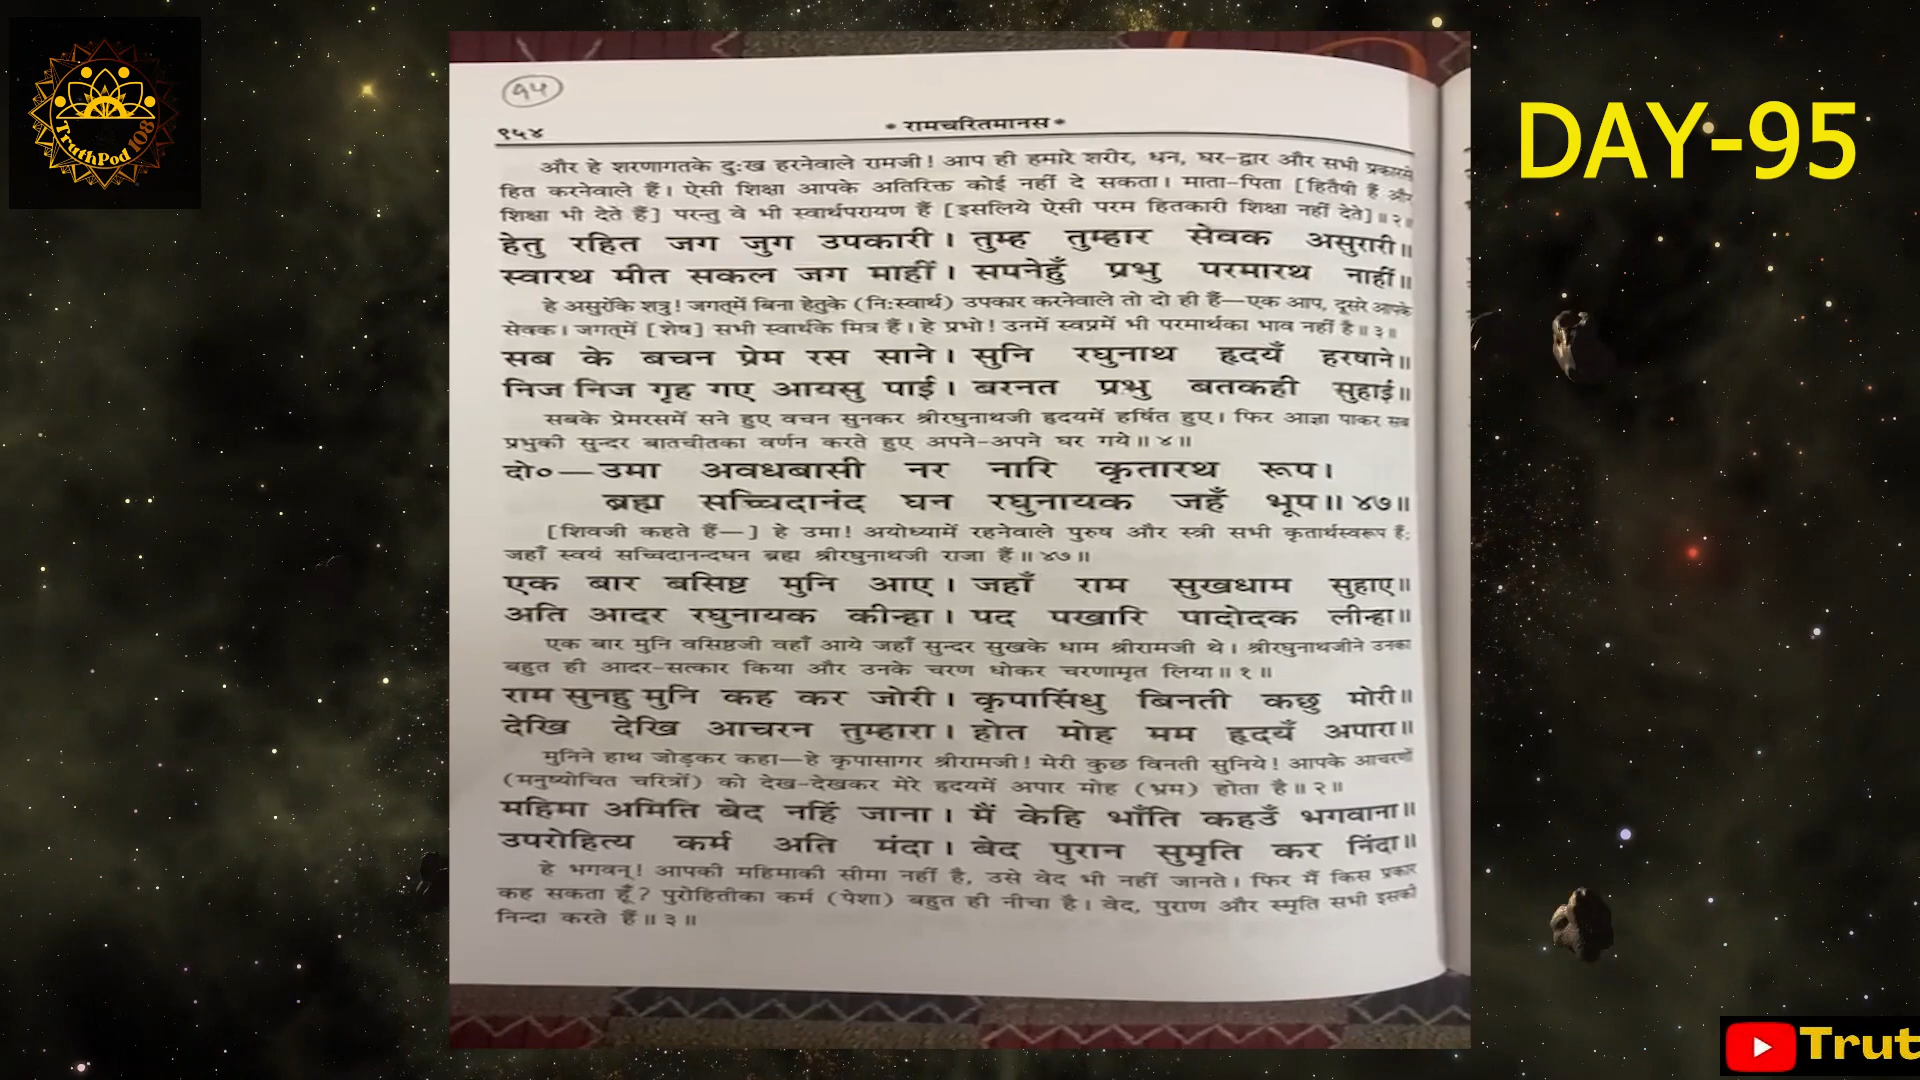 TruthPod 108
DAY-95
९५
९५४
* रामचरितमानस *
और हे शरणागतके दुःख हरनेवाले रामजी! आप ही हमारे शरीर, धन, घर-द्वार और सभी प्रकारसे
हित करनेवाले हैं। ऐसी शिक्षा आपके अतिरिक्त कोई नहीं दे सकता। माता-पिता [हितैषी हैं और
शिक्षा भी देते हैं] परन्तु वे भी स्वार्थपरायण हैं [इसलिये ऐसी परम हितकारी शिक्षा नहीं देते]॥२॥
हेतु रहित जग जुग उपकारी। तुम्ह तुम्हार सेवक असुरारी॥
स्वारथ मीत सकल जग माहीं। सपनेहुँ प्रभु परमारथ नाहीं॥
हे असुरोंके शत्रु! जगत्‌में बिना हेतुके (निःस्वार्थ) उपकार करनेवाले तो दो ही हैं—एक आप, दूसरे आपके
सेवक। जगत्‌में [शेष] सभी स्वार्थके मित्र हैं। हे प्रभो! उनमें स्वप्नमें भी परमार्थका भाव नहीं है॥३॥
सब के बचन प्रेम रस साने। सुनि रघुनाथ हृदयँ हरषाने॥
निज निज गृह गए आयसु पाई। बरनत प्रभु बतकही सुहाई॥
सबके प्रेमरसमें सने हुए वचन सुनकर श्रीरघुनाथजी हृदयमें हर्षित हुए। फिर आज्ञा पाकर सब
प्रभुकी सुन्दर बातचीतका वर्णन करते हुए अपने-अपने घर गये॥४॥
दो०—उमा अवधबासी नर नारि कृतारथ रूप।
ब्रह्म सच्चिदानंद घन रघुनायक जहँ भूप॥४७॥
[शिवजी कहते हैं—] हे उमा! अयोध्यामें रहनेवाले पुरुष और स्त्री सभी कृतार्थस्वरूप हैं;
जहाँ स्वयं सच्चिदानन्दघन ब्रह्म श्रीरघुनाथजी राजा हैं॥४७॥
एक बार बसिष्ट मुनि आए। जहाँ राम सुखधाम सुहाए॥
अति आदर रघुनायक कीन्हा। पद पखारि पादोदक लीन्हा॥
एक बार मुनि वसिष्ठजी वहाँ आये जहाँ सुन्दर सुखके धाम श्रीरामजी थे। श्रीरघुनाथजीने उनका
बहुत ही आदर-सत्कार किया और उनके चरण धोकर चरणामृत लिया॥१॥
राम सुनहु मुनि कह कर जोरी। कृपासिंधु बिनती कछु मोरी॥
देखि देखि आचरन तुम्हारा। होत मोह मम हृदयँ अपारा॥
मुनिने हाथ जोड़कर कहा—हे कृपासागर श्रीरामजी! मेरी कुछ विनती सुनिये! आपके आचरणों
(मनुष्योचित चरित्रों) को देख-देखकर मेरे हृदयमें अपार मोह (भ्रम) होता है॥२॥
महिमा अमिति बेद नहिं जाना। मैं केहि भाँति कहउँ भगवाना॥
उपरोहित्य कर्म अति मंदा। बेद पुरान सुमृति कर निंदा॥
हे भगवन्! आपकी महिमाकी सीमा नहीं है, उसे वेद भी नहीं जानते। फिर मैं किस प्रकार
कह सकता हूँ? पुरोहितीका कर्म (पेशा) बहुत ही नीचा है। वेद, पुराण और स्मृति सभी इसकी
निन्दा करते हैं॥३॥
Trut